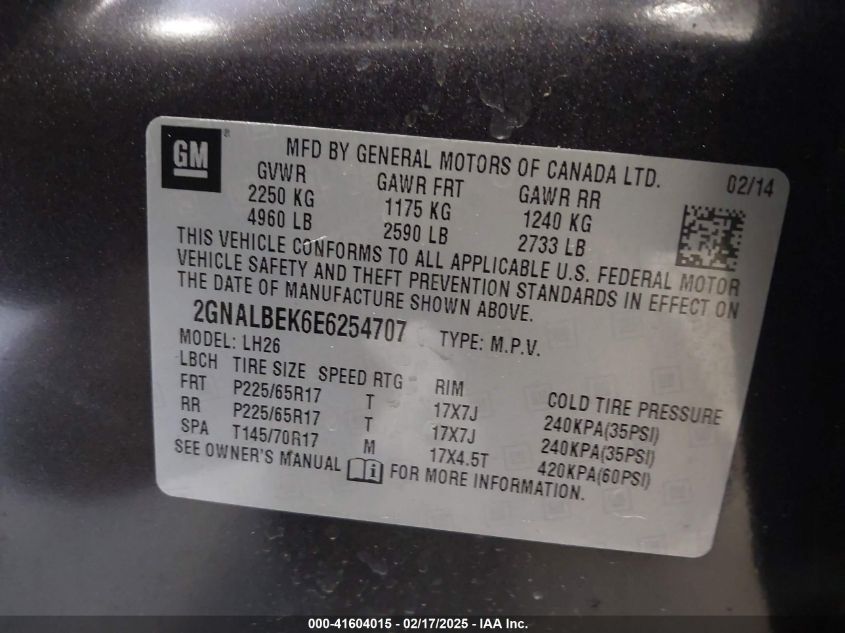 GM ®
MFD BY GENERAL MOTORS OF CANADA LTD.
02/14
GVWR GAWR FRT GAWR RR
2250 KG 1175 KG 1240 KG
4960 LB 2590 LB 2733 LB
THIS VEHICLE CONFORMS TO ALL APPLICABLE U.S. FEDERAL MOTOR
VEHICLE SAFETY AND THEFT PREVENTION STANDARDS IN EFFECT ON
THE DATE OF MANUFACTURE SHOWN ABOVE.
2GNALBEK6E6254707 TYPE: M.P.V.
MODEL: LH26
LBCH TIRE SIZE SPEED RTG RIM COLD TIRE PRESSURE
FRT P225/65R17 T 17X7J 240KPA(35PSI)
RR P225/65R17 T 17X7J 240KPA(35PSI)
SPA T145/70R17 M 17X4.5T 420KPA(60PSI)
SEE OWNER'S MANUAL FOR MORE INFORMATION.
000-41604015 — 02/17/2025 — IAA Inc.